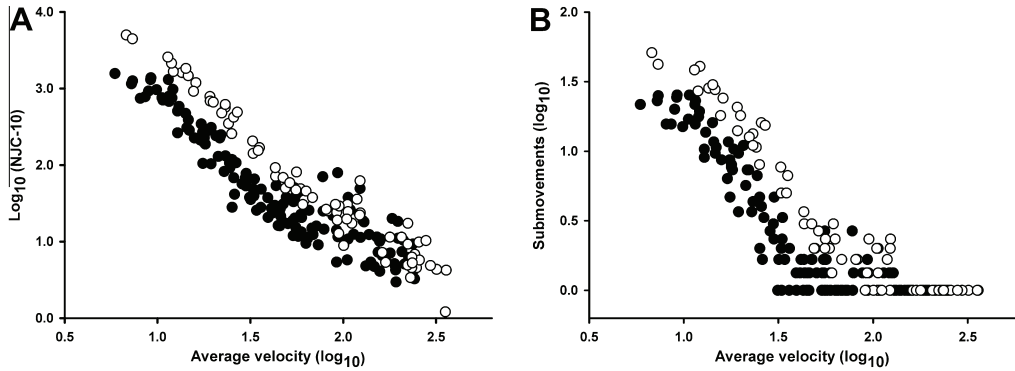 A
4.0
3.0
2.0
1.0
0.0
Log10 (NJC-10)
0.5 1.0 1.5 2.0 2.5
Average velocity (log10)
B
2.0
1.5
1.0
0.5
0.0
Submovements (log10)
0.5 1.0 1.5 2.0 2.5
Average velocity (log10)